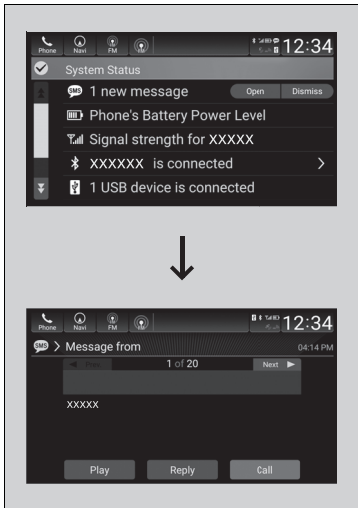 Phone Navi FM 12:34
System Status
SMS 1 new message Open Dismiss
Phone's Battery Power Level
Signal strength for XXXXX
XXXXXX is connected >
1 USB device is connected
Phone Navi FM 12:34
SMS > Message from 04:14 PM
Prev 1 of 20 Next
XXXXX
Play Reply Call